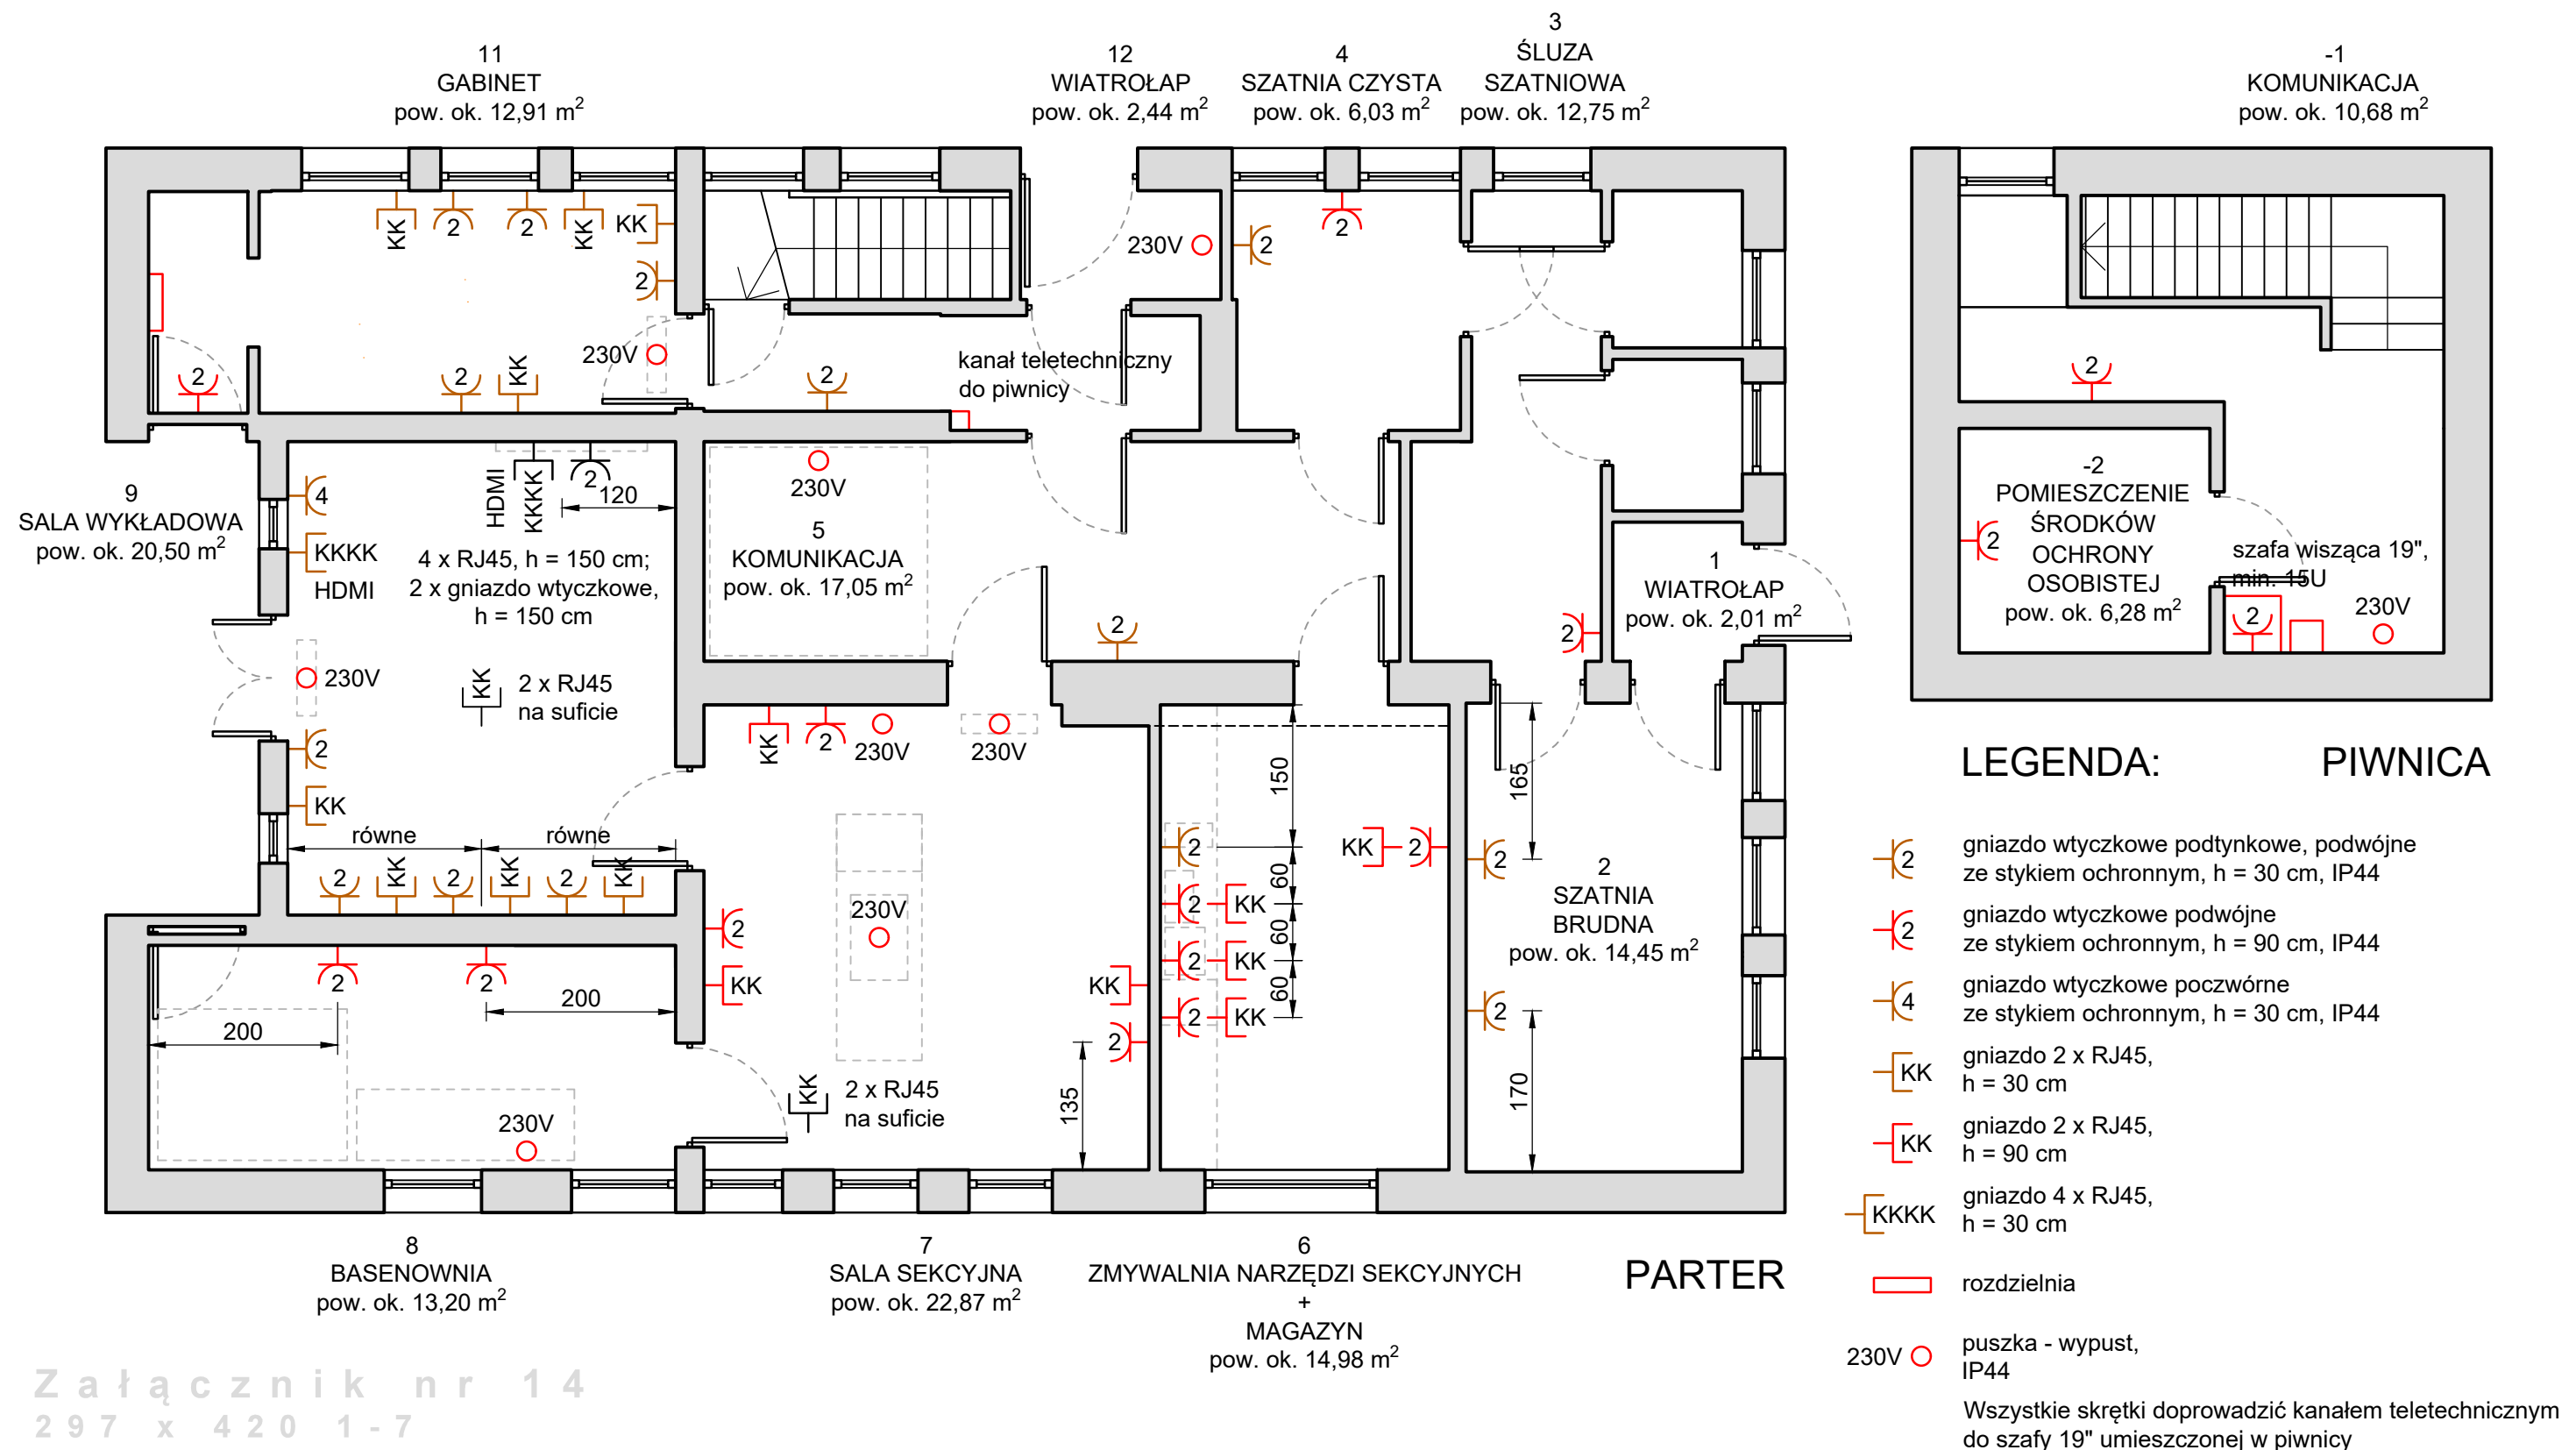 11
GABINET
pow. ok. 12,91 m²
12
WIATROŁAP
pow. ok. 2,44 m²
4
SZATNIA CZYSTA
pow. ok. 6,03 m²
3
ŚLUZA
SZATNIOWA
pow. ok. 12,75 m²
-1
KOMUNIKACJA
pow. ok. 10,68 m²
KK
2
2
KK
KK
2
230V
2
2
2
2
KK
230V
2
kanał teletechniczny
do piwnicy
2
9
SALA WYKŁADOWA
pow. ok. 20,50 m²
4
KKKK
HDMI
HDMI
KKKK
2
120
4 x RJ45, h = 150 cm;
2 x gniazdo wtyczkowe,
h = 150 cm
230V
5
KOMUNIKACJA
pow. ok. 17,05 m²
2
2
1
WIATROŁAP
pow. ok. 2,01 m²
-2
POMIESZCZENIE
ŚRODKÓW
OCHRONY
OSOBISTEJ
pow. ok. 6,28 m²
2
szafa wisząca 19",
min. 15U
2
230V
230V
KK
2 x RJ45
na suficie
2
KK
KK
2
230V
230V
równe
równe
2
KK
2
KK
2
KK
150
60
60
60
2
2
KK
2
KK
2
KK
KK
2
165
2
2
170
2
SZATNIA
BRUDNA
pow. ok. 14,45 m²
230V
2
KK
KK
2
135
KK
2 x RJ45
na suficie
2
2
200
200
230V
8
BASENOWNIA
pow. ok. 13,20 m²
7
SALA SEKCYJNA
pow. ok. 22,87 m²
6
ZMYWALNIA NARZĘDZI SEKCYJNYCH
+
MAGAZYN
pow. ok. 14,98 m²
PARTER
LEGENDA:
PIWNICA
2
gniazdo wtyczkowe podtynkowe, podwójne
ze stykiem ochronnym, h = 30 cm, IP44
2
gniazdo wtyczkowe podwójne
ze stykiem ochronnym, h = 90 cm, IP44
4
gniazdo wtyczkowe poczwórne
ze stykiem ochronnym, h = 30 cm, IP44
KK
gniazdo 2 x RJ45,
h = 30 cm
KK
gniazdo 2 x RJ45,
h = 90 cm
KKKK
gniazdo 4 x RJ45,
h = 30 cm
rozdzielnia
230V
puszka - wypust,
IP44
Wszystkie skrętki doprowadzić kanałem teletechnicznym
do szafy 19" umieszczonej w piwnicy
Załącznik nr 14
297 x 420 1-7